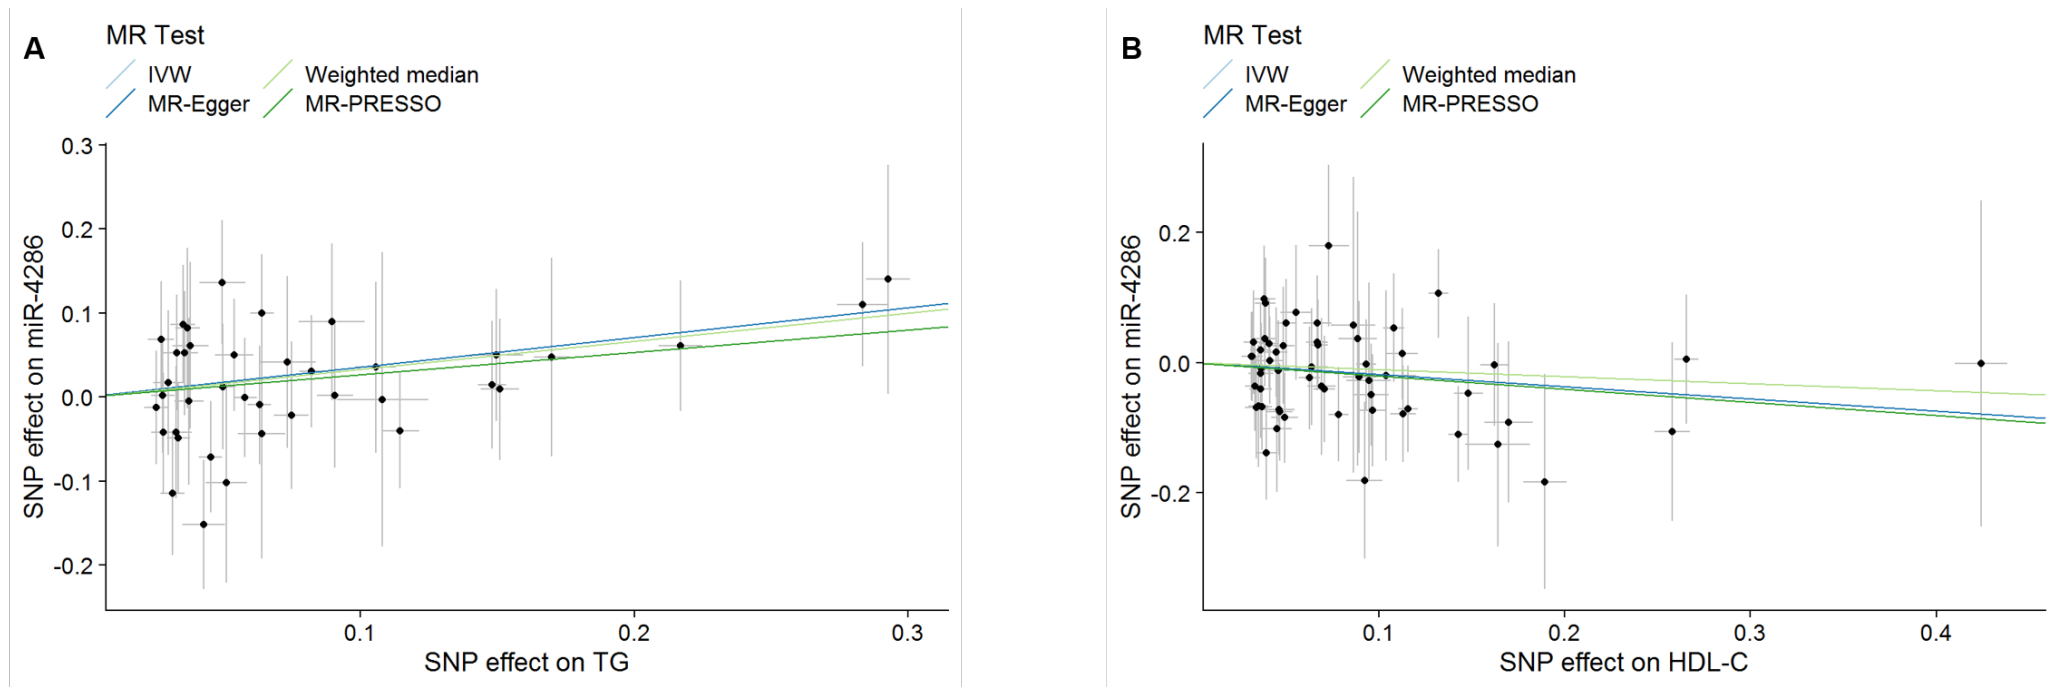 A
MR Test
IVW
Weighted median
MR-Egger
MR-PRESSO
0.3
0.2
0.1
0.0
-0.1
-0.2
SNP effect on miR-4286
0.1
0.2
0.3
SNP effect on TG
B
MR Test
IVW
Weighted median
MR-Egger
MR-PRESSO
0.2
0.0
-0.2
SNP effect on miR-4286
0.1
0.2
0.3
0.4
SNP effect on HDL-C